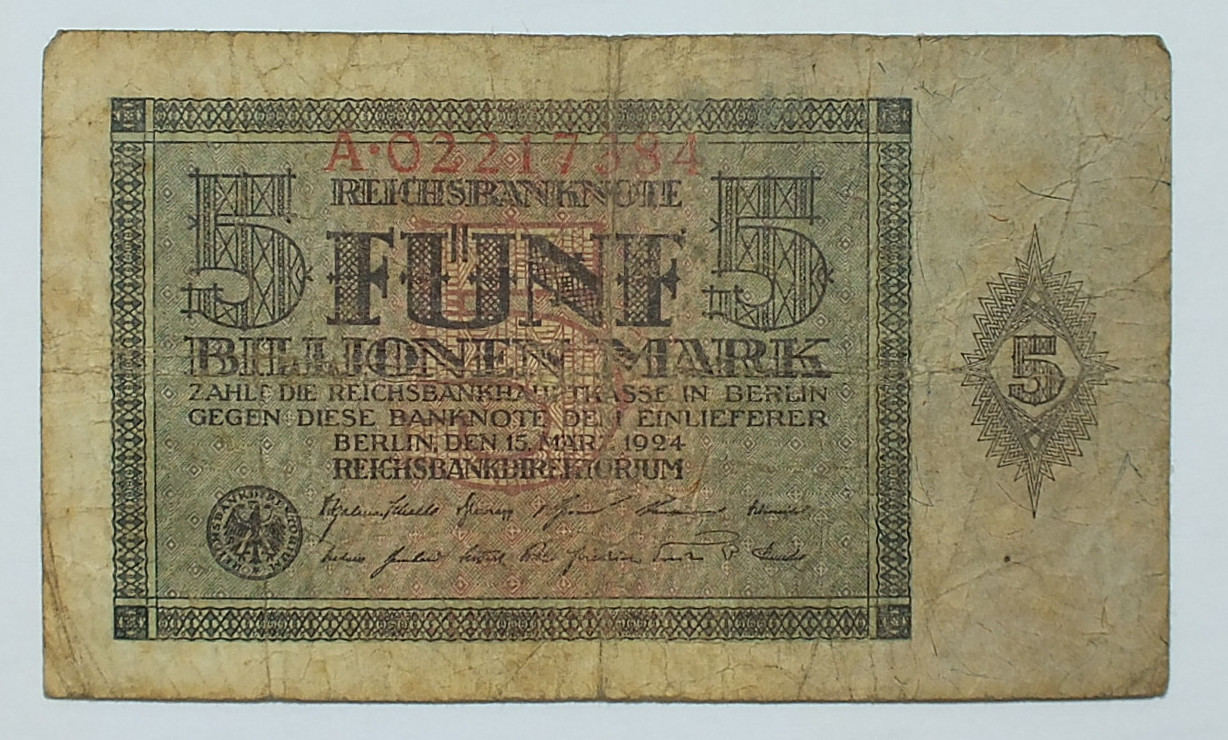 A·02217384
REICHSBANKNOTE
5 FÜNF 5
BILLIONEN MARK
ZAHLT DIE REICHSBANKHAUPTKASSE IN BERLIN
GEGEN DIESE BANKNOTE DEM EINLIEFERER
BERLIN, DEN 15. MÄRZ 1924
REICHSBANKDIREKTORIUM
5